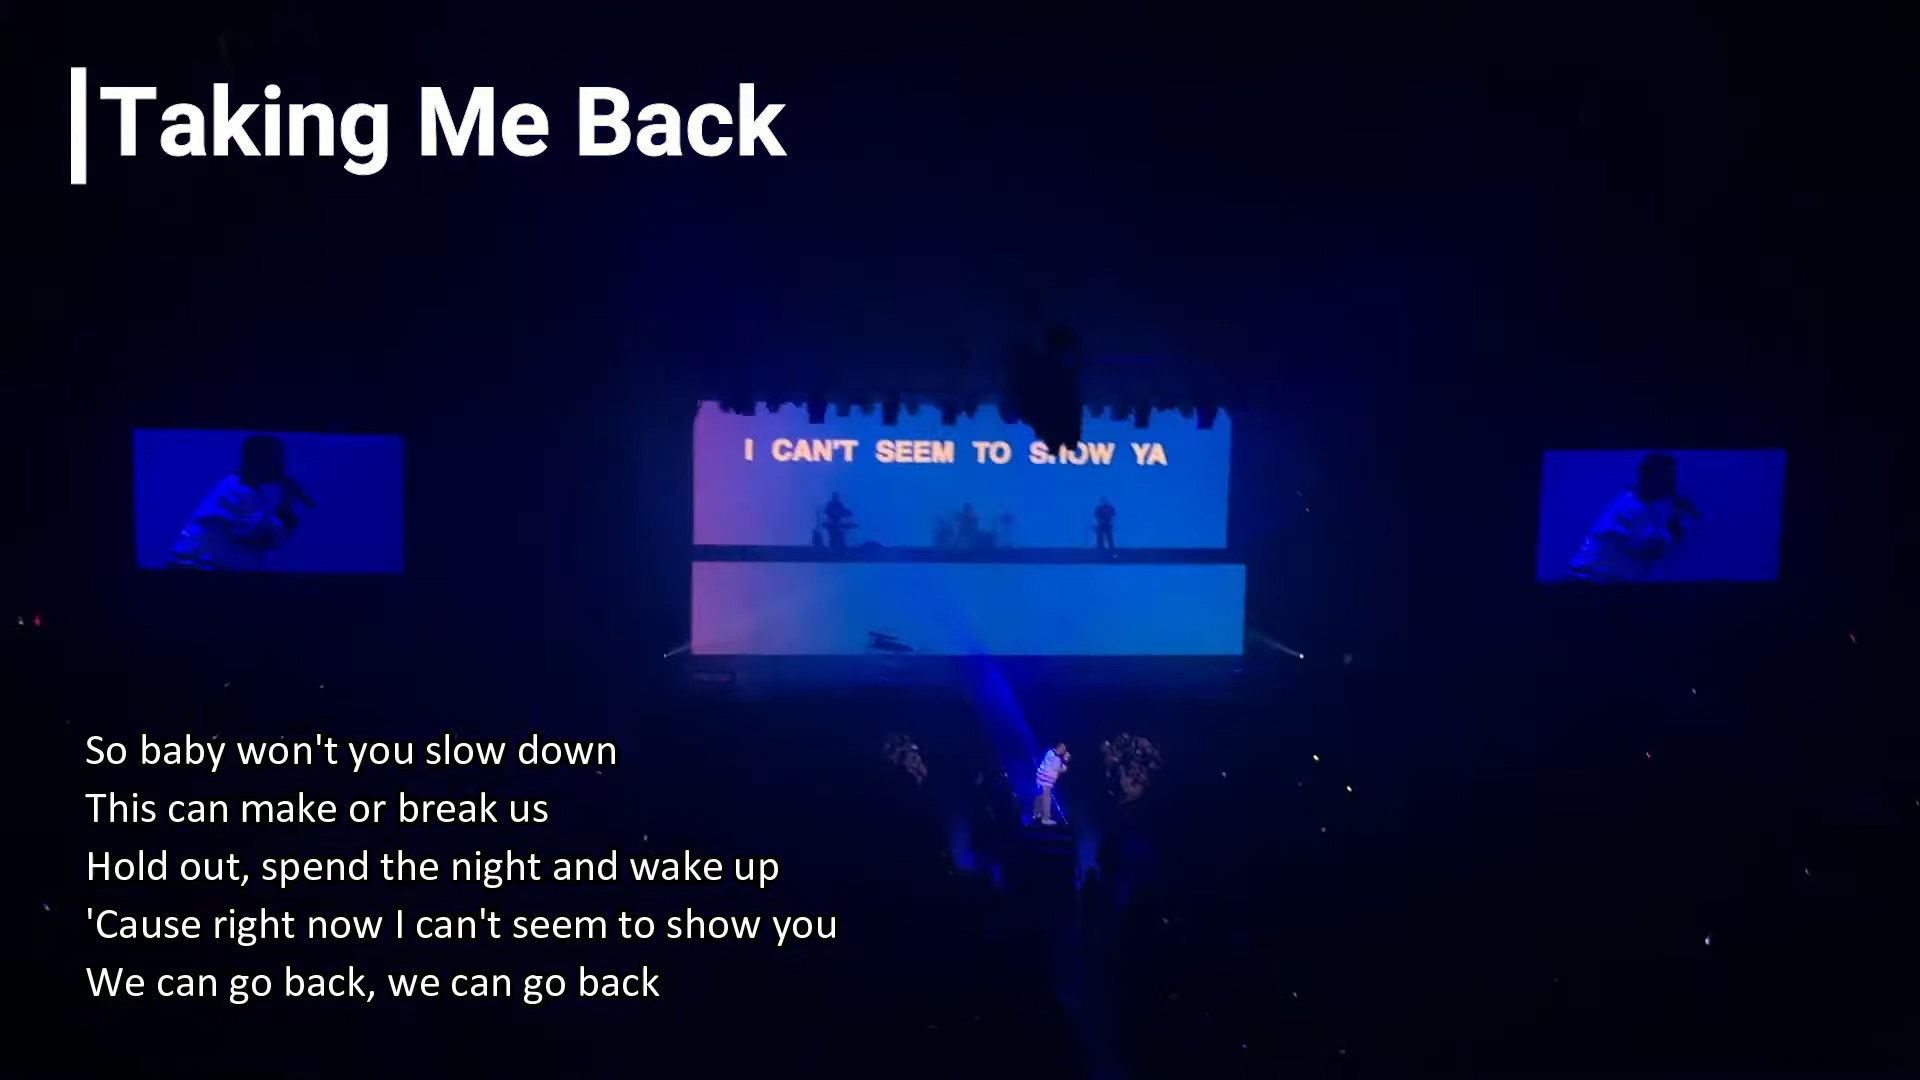 Taking Me Back
I CAN'T SEEM TO SHOW YA
So baby won't you slow down
This can make or break us
Hold out, spend the night and wake up
'Cause right now I can't seem to show you
We can go back, we can go back